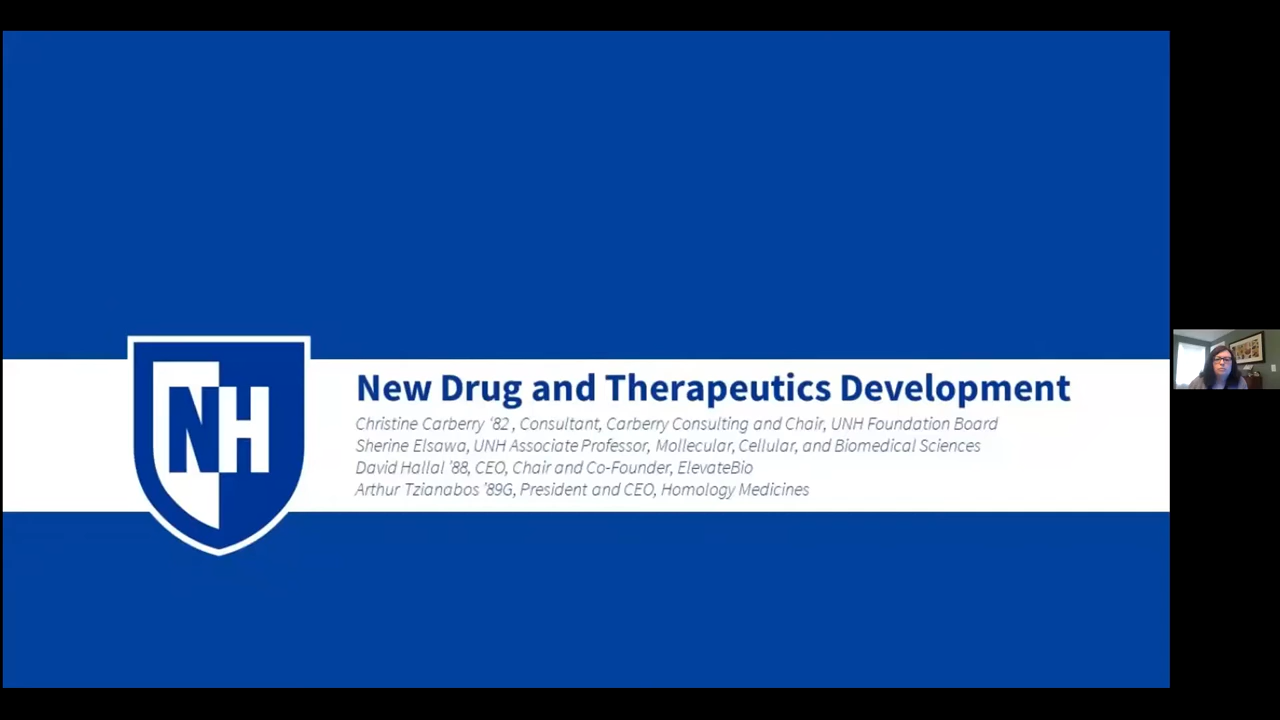 NH
New Drug and Therapeutics Development
Christine Carberry ‘82 , Consultant, Carberry Consulting and Chair, UNH Foundation Board
Sherine Elsawa, UNH Associate Professor, Mollecular, Cellular, and Biomedical Sciences
David Hallal ’88, CEO, Chair and Co-Founder, ElevateBio
Arthur Tzianabos ’89G, President and CEO, Homology Medicines